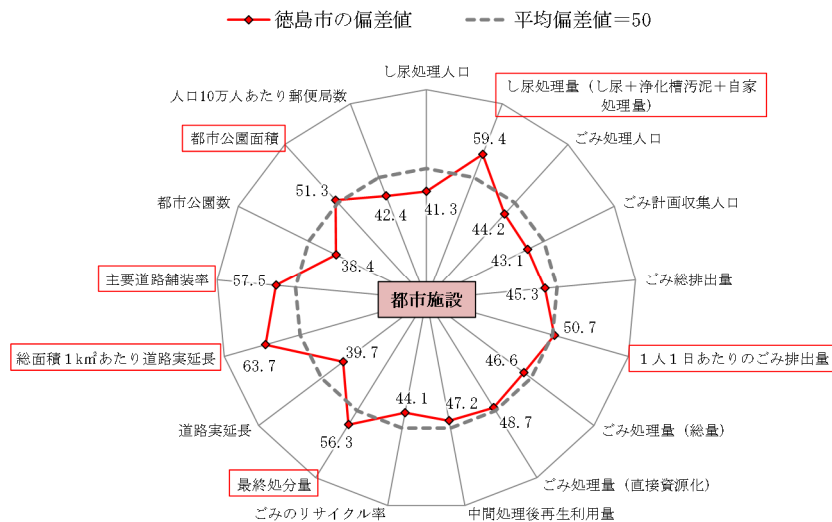 徳島市の偏差値
平均偏差値＝50
し尿処理人口
し尿処理量（し尿＋浄化槽汚泥＋自家
処理量）
ごみ処理人口
ごみ計画収集人口
ごみ総排出量
１人１日あたりのごみ排出量
ごみ処理量（総量）
ごみ処理量（直接資源化）
中間処理後再生利用量
ごみのリサイクル率
最終処分量
道路実延長
総面積１k㎡あたり道路実延長
主要道路舗装率
都市公園数
都市公園面積
人口10万人あたり郵便局数
都市施設
41.3
59.4
44.2
43.1
45.3
50.7
46.6
48.7
47.2
44.1
56.3
39.7
63.7
57.5
38.4
51.3
42.4